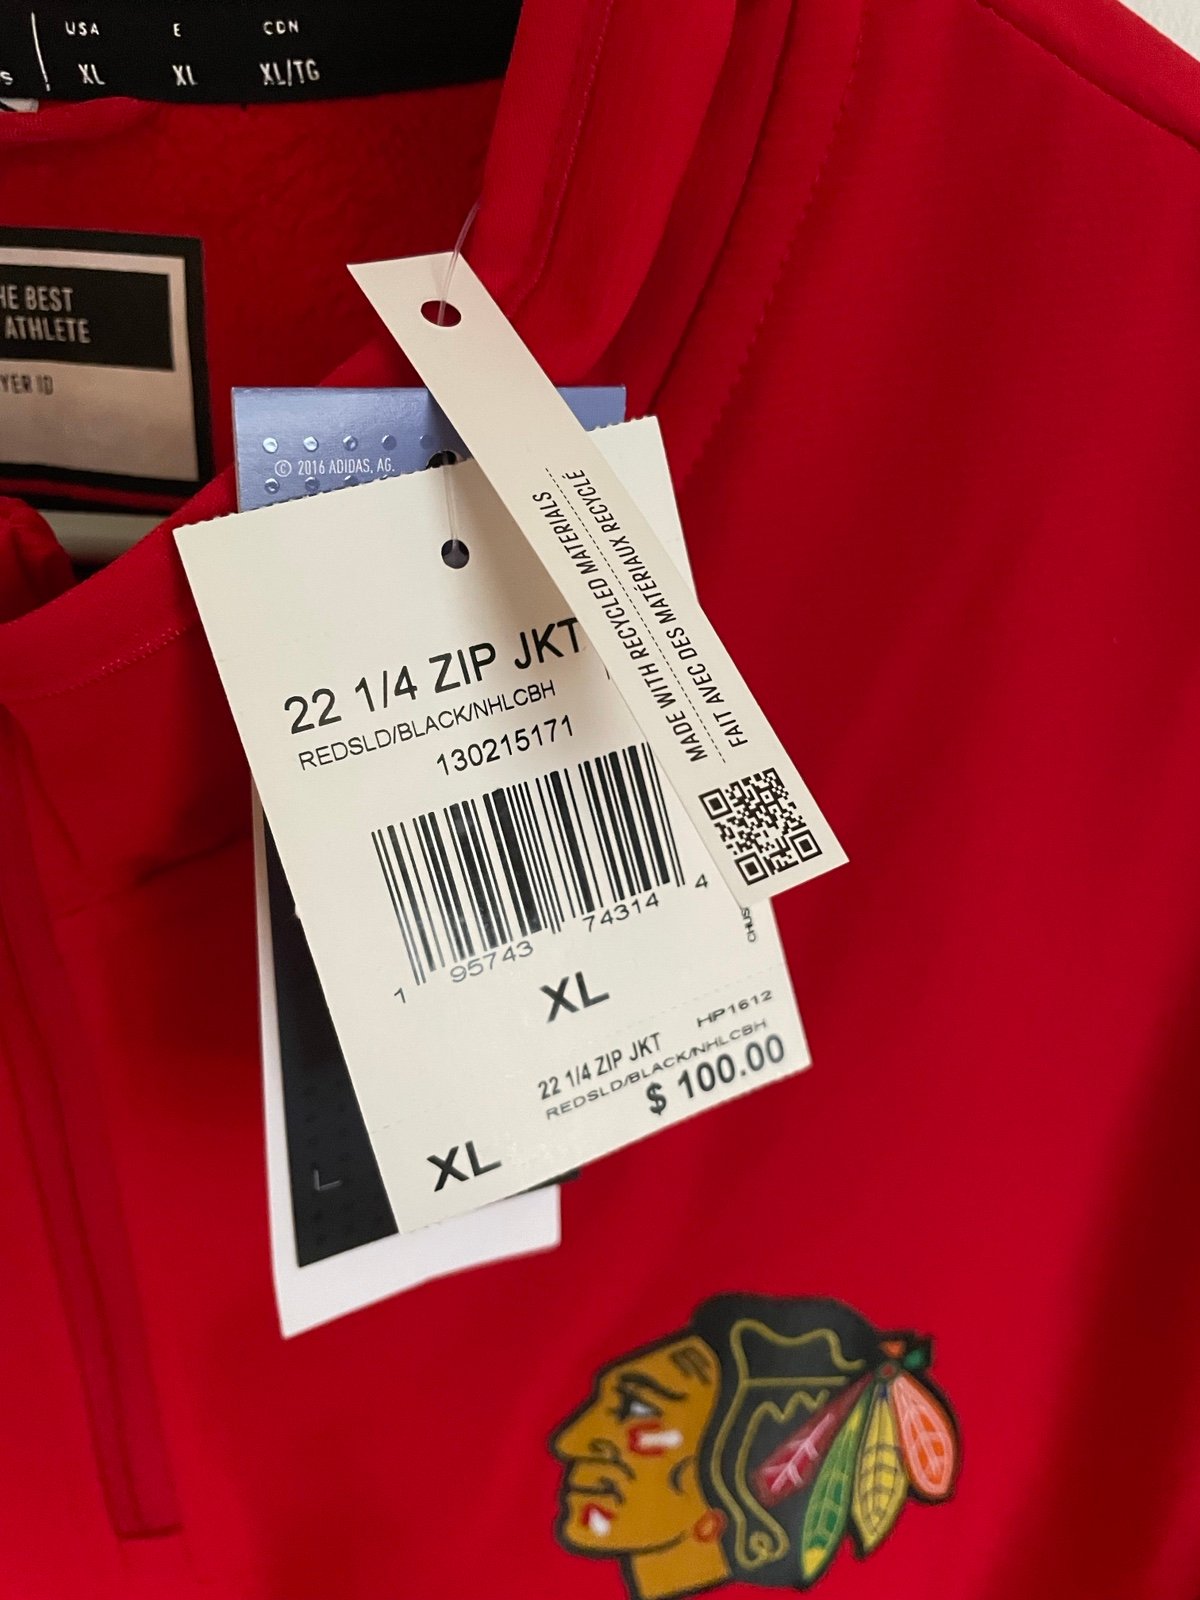 USA E CDN
S XL XL XL/TG
HE BEST
ATHLETE
YER ID
© 2016 ADIDAS, AG.
MADE WITH RECYCLED MATERIALS
FAIT AVEC DES MATÉRIAUX RECYCLÉ
22 1/4 ZIP JKT
REDSLD/BLACK/NHLCBH
130215171
1 95743 74314 4
XL
HP1612
22 1/4 ZIP JKT
REDSLD/BLACK/NHLCBH
$ 100.00
XL
L